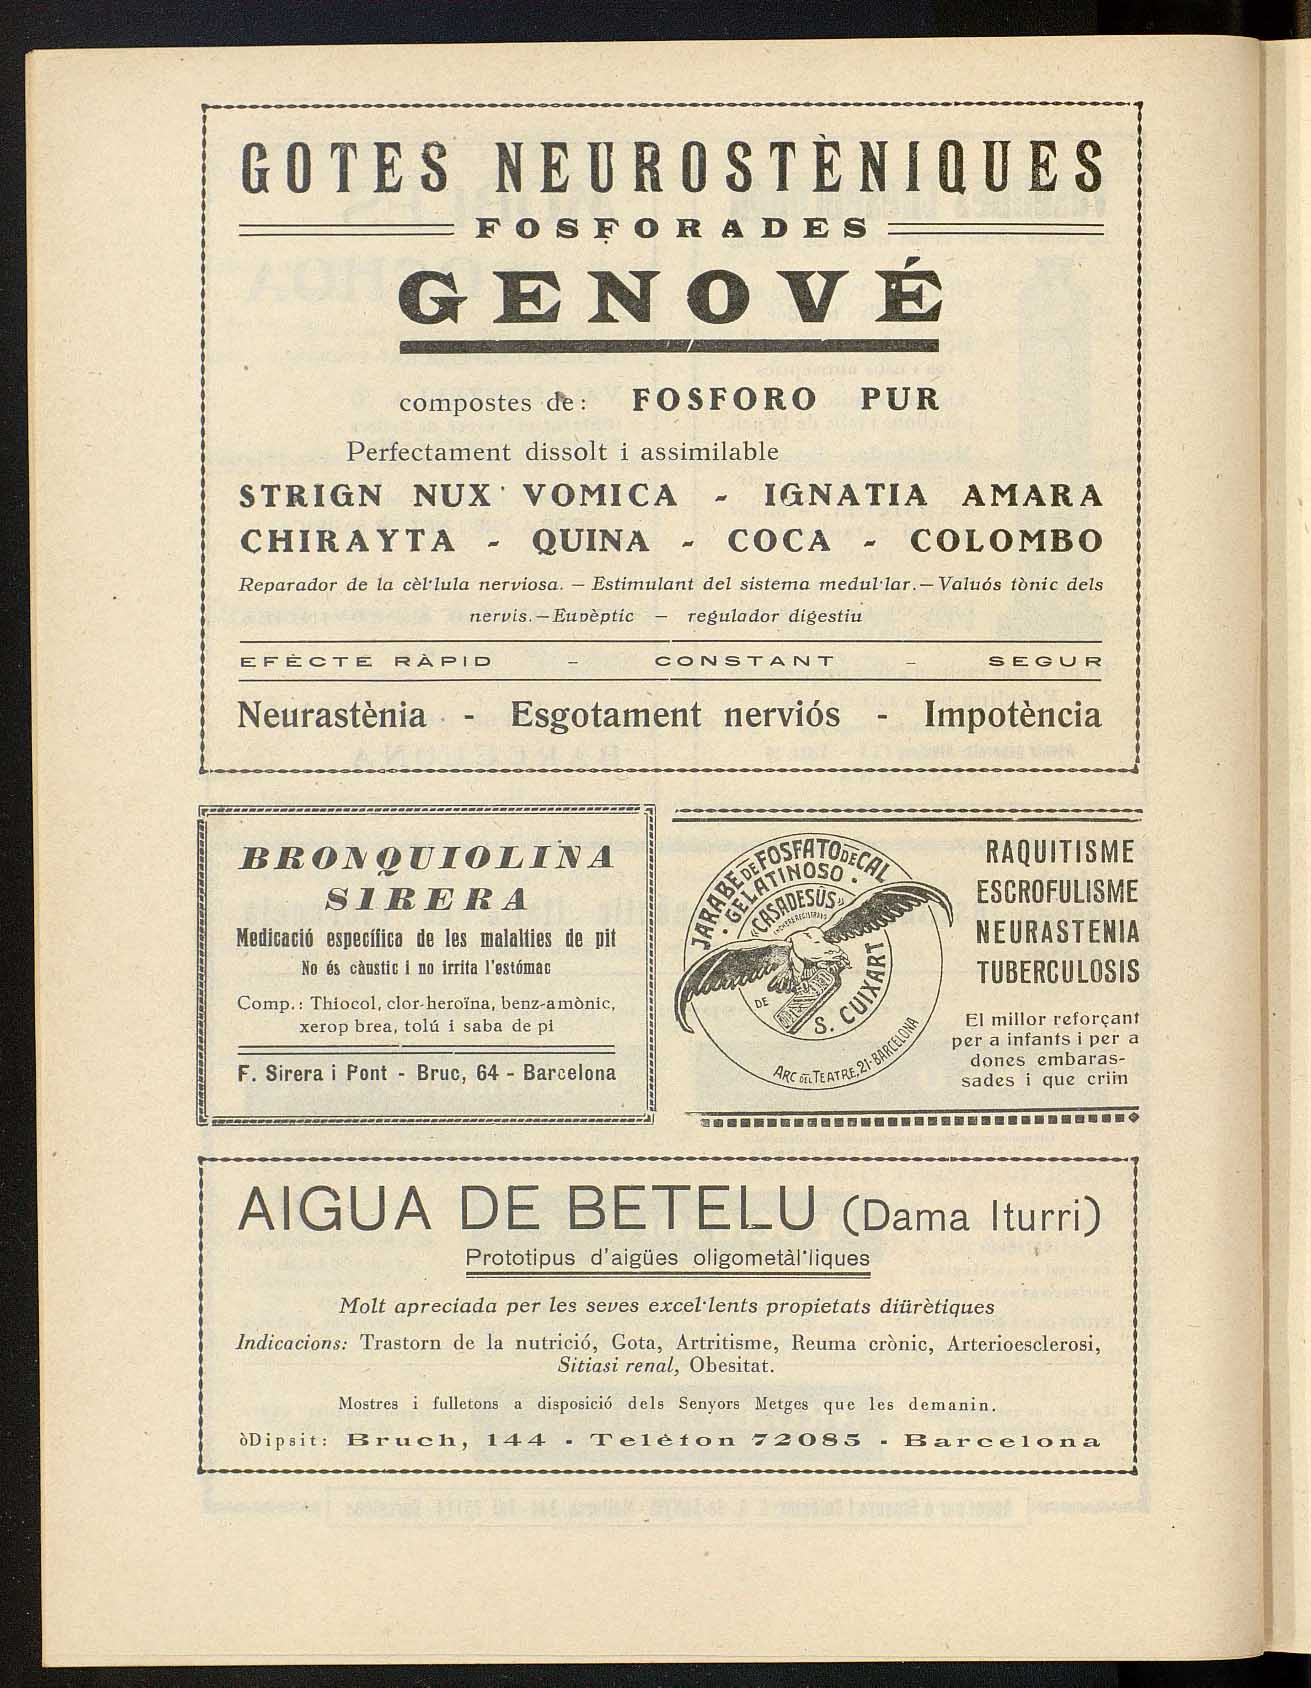 GOTES NEUROSTÈNIQUES
FOSFORADES
GENOVÉ
compostes de: FOSFORO PUR
Perfectament dissolt i assimilable
STRIGN NUX VOMICA - IGNATIA AMARA
CHIRAYTA - QUINA - COCA - COLOMBO
Reparador de la cèl·lula nerviosa. — Estimulant del sistema medul·lar. — Valuós tònic dels
nervis. — Eupèptic — regulador digestiu
EFÈCTE RÀPID - CONSTANT - SEGUR
Neurastènia - Esgotament nerviós - Impotència
BRONQUIOLINA
SIRERA
Medicació específica de les malalties de pit
No és càustic i no irrita l'estómac
Comp.: Thiocol, clor-heroïna, benz-amònic,
xerop brea, tolú i saba de pi
F. Sirera i Pont - Bruc, 64 - Barcelona
JARABE DE FOSFATO DE CAL
· GELATINOSO ·
"CASADESÚS"
DE
S. CUIXART
ARC DEL TEATRE, 21-BARCELONA
RAQUITISME
ESCROFULISME
NEURASTENIA
TUBERCULOSIS
El millor reforçant
per a infants i per a
dones embaras-
sades i que criïn
AIGUA DE BETELU (Dama Iturri)
Prototipus d'aigües oligometàl·liques
Molt apreciada per les seves excel·lents propietats diürètiques
Indicacions: Trastorn de la nutrició, Gota, Artritisme, Reuma crònic, Arterioesclerosi,
Sitiasi renal, Obesitat.
Mostres i fulletons a disposició dels Senyors Metges que les demanin.
òDipsit: Bruch, 144 - Telèfon 72085 - Barcelona